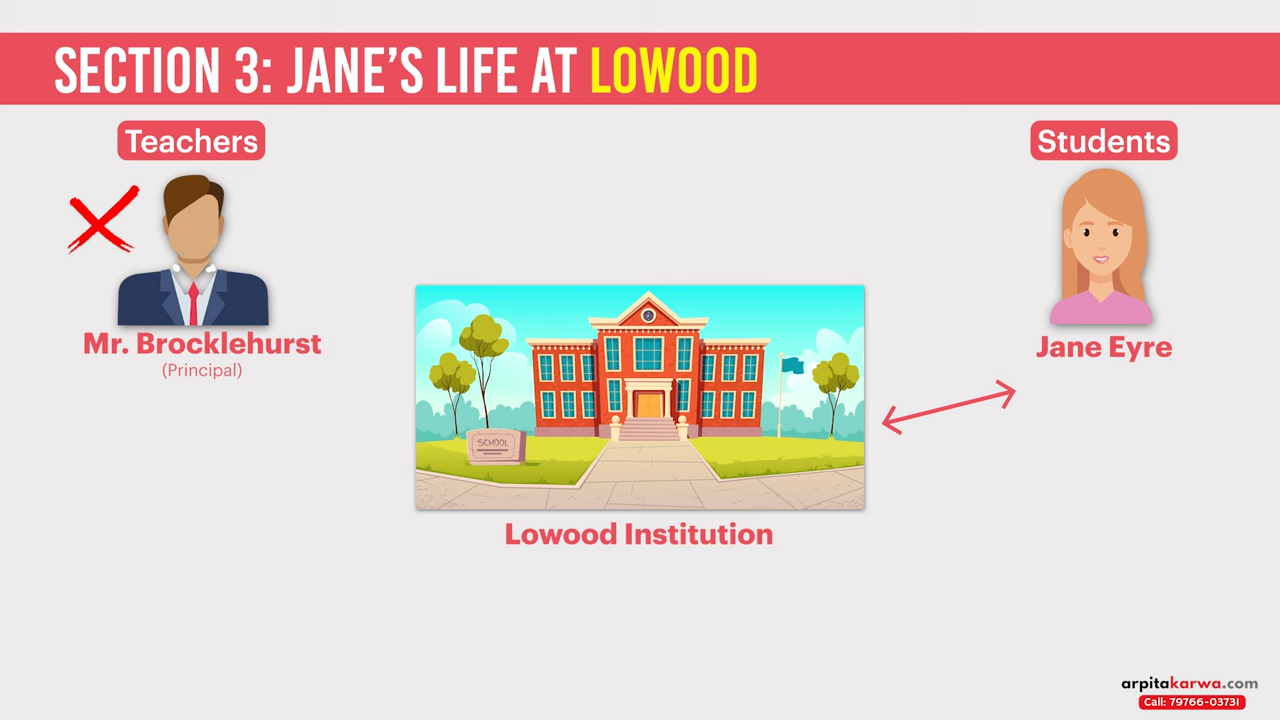 SECTION 3: JANE'S LIFE AT LOWOOD
Teachers
Students
Mr. Brocklehurst
(Principal)
Jane Eyre
SCHOOL
Lowood Institution
arpitakarwa.com
Call: 79766-03731